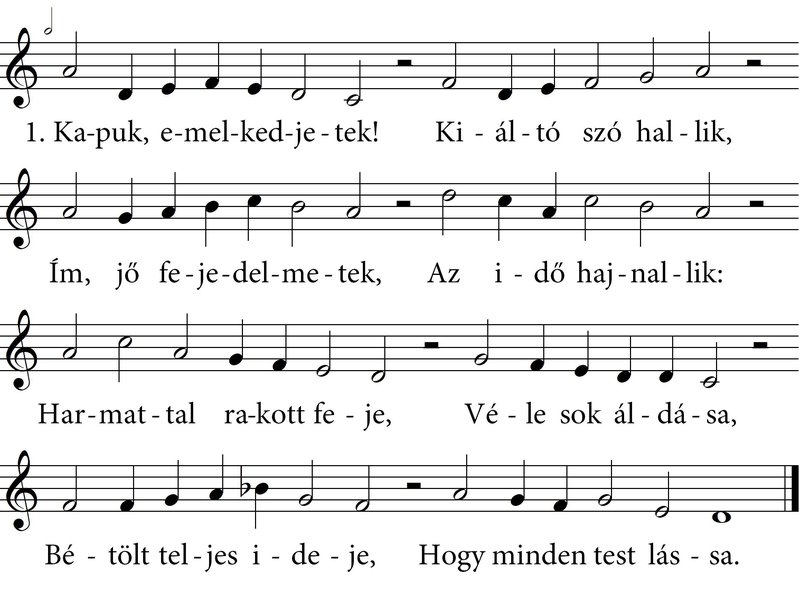 1. Ka-puk, e-mel-ked-je-tek! Ki-ál-tó szó hal-lik,
Ím, jő fe-je-del-me-tek, Az i-dő haj-nal-lik:
Har-mat-tal ra-kott fe-je, Vé-le sok ál-dá-sa,
Bé-tölt tel-jes i-de-je, Hogy minden test lás-sa.